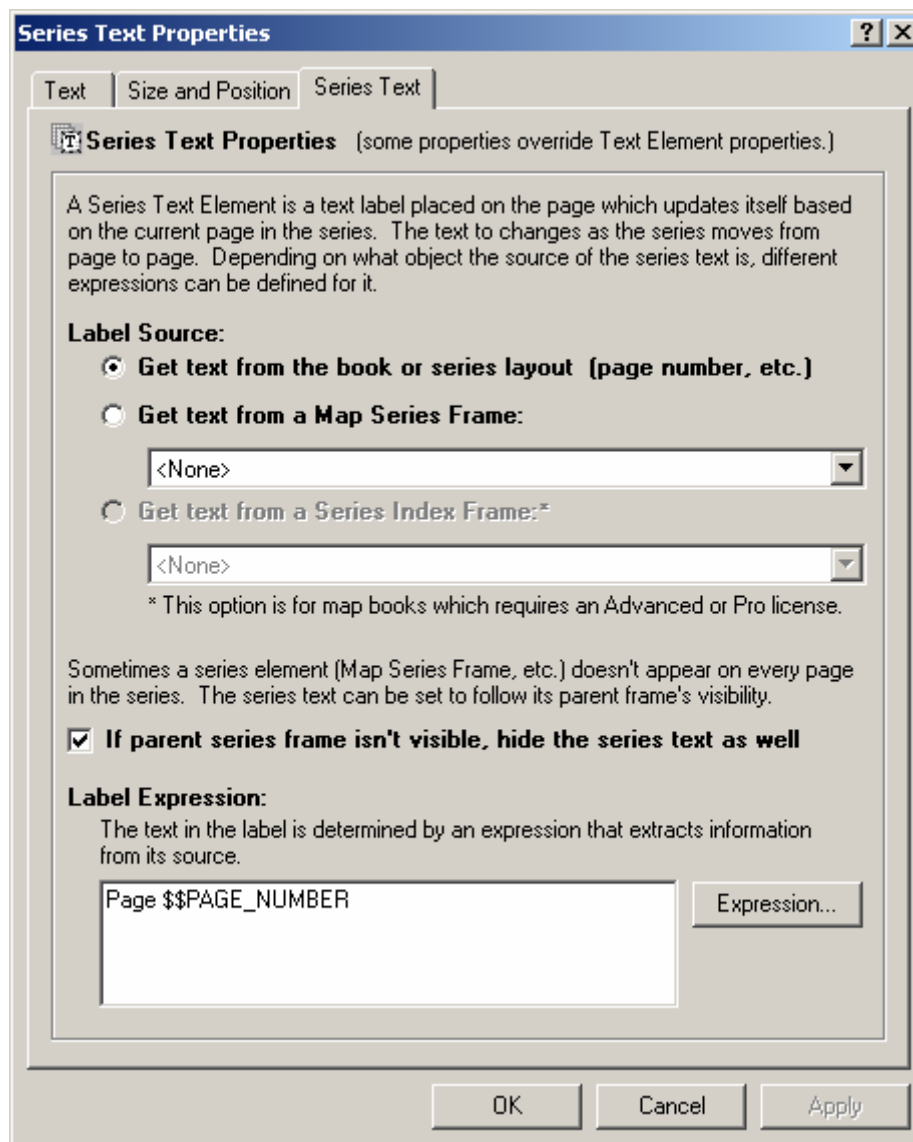 Series Text Properties
Text
Size and Position
Series Text
Series Text Properties (some properties override Text Element properties.)
A Series Text Element is a text label placed on the page which updates itself based
on the current page in the series. The text to changes as the series moves from
page to page. Depending on what object the source of the series text is, different
expressions can be defined for it.
Label Source:
Get text from the book or series layout (page number, etc.)
Get text from a Map Series Frame:
<None>
Get text from a Series Index Frame:*
<None>
* This option is for map books which requires an Advanced or Pro license.
Sometimes a series element (Map Series Frame, etc.) doesn't appear on every page
in the series. The series text can be set to follow its parent frame's visibility.
If parent series frame isn't visible, hide the series text as well
Label Expression:
The text in the label is determined by an expression that extracts information
from its source.
Page $$PAGE_NUMBER
Expression...
OK
Cancel
Apply